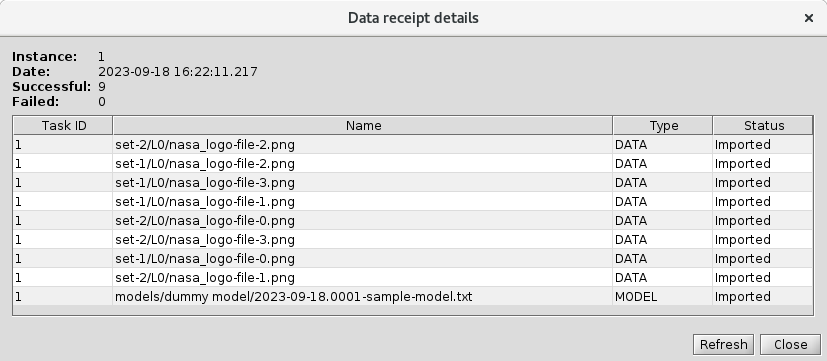 Data receipt details ×
Instance: 1
Date: 2023-09-18 16:22:11.217
Successful: 9
Failed: 0
Task ID Name Type Status
1 set-2/L0/nasa_logo-file-2.png DATA Imported
1 set-1/L0/nasa_logo-file-2.png DATA Imported
1 set-1/L0/nasa_logo-file-3.png DATA Imported
1 set-1/L0/nasa_logo-file-1.png DATA Imported
1 set-2/L0/nasa_logo-file-0.png DATA Imported
1 set-2/L0/nasa_logo-file-3.png DATA Imported
1 set-1/L0/nasa_logo-file-0.png DATA Imported
1 set-2/L0/nasa_logo-file-1.png DATA Imported
1 models/dummy model/2023-09-18.0001-sample-model.txt MODEL Imported
Refresh Close